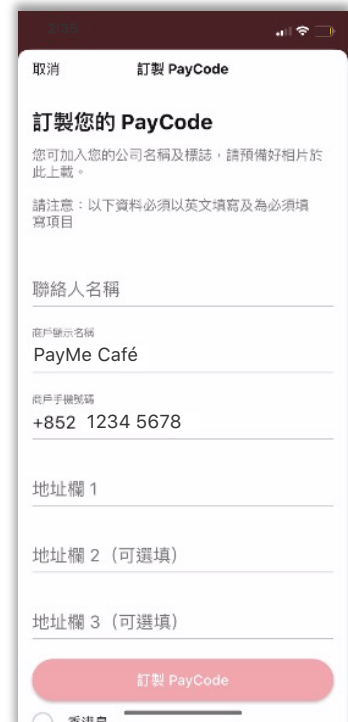 2:35
取消
訂製 PayCode
訂製您的 PayCode
您可加入您的公司名稱及標誌,請預備好相片於
此上載。
請注意:以下資料必須以英文填寫及為必須填
寫項目
聯絡人名稱
商戶顯示名稱
PayMe Café
商戶手機號碼
+852 1234 5678
地址欄 1
地址欄 2(可選填)
地址欄 3(可選填)
訂製 PayCode
香港島